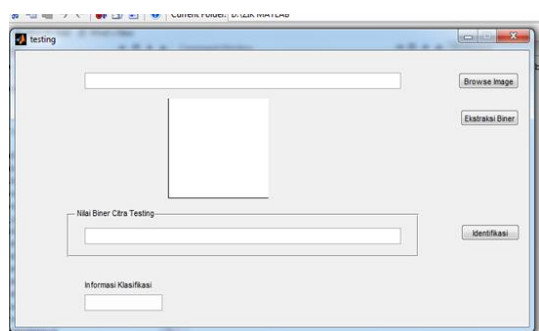 Current Folder: D:\ZIK MATLAB
testing
Browse Image
Ekstraksi Biner
Nilai Biner Citra Testing
Identifikasi
Informasi Klasifikasi